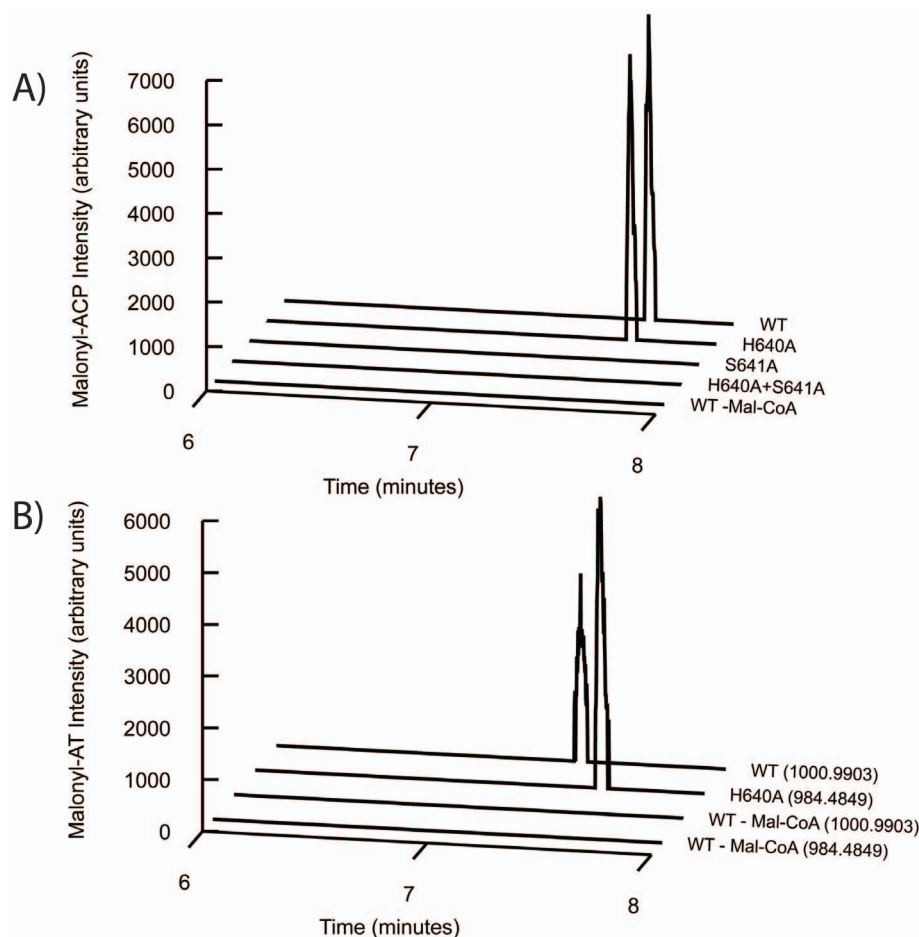 A)
Malonyl-ACP Intensity (arbitrary units)
7000
6000
5000
4000
3000
2000
1000
0
WT
H640A
S641A
H640A+S641A
WT -Mal-CoA
6
7
8
Time (minutes)
B)
Malonyl-AT Intensity (arbitrary units)
6000
5000
4000
3000
2000
1000
0
WT (1000.9903)
H640A (984.4849)
WT - Mal-CoA (1000.9903)
WT - Mal-CoA (984.4849)
6
7
8
Time (minutes)